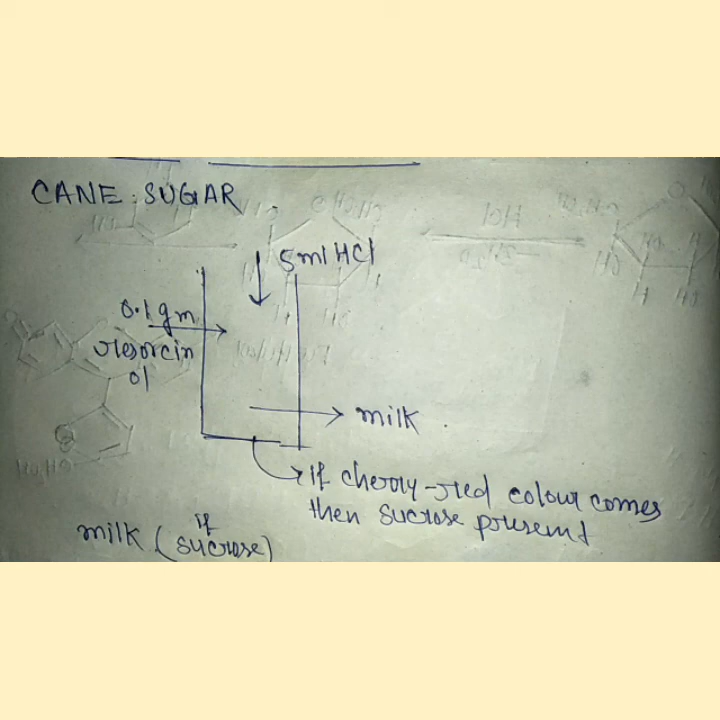 CANE SUGAR
5ml HCl
0.1gm
resorcin
ol
milk
if cherry-red colour comes
then sucrose present
milk (if sucrose)